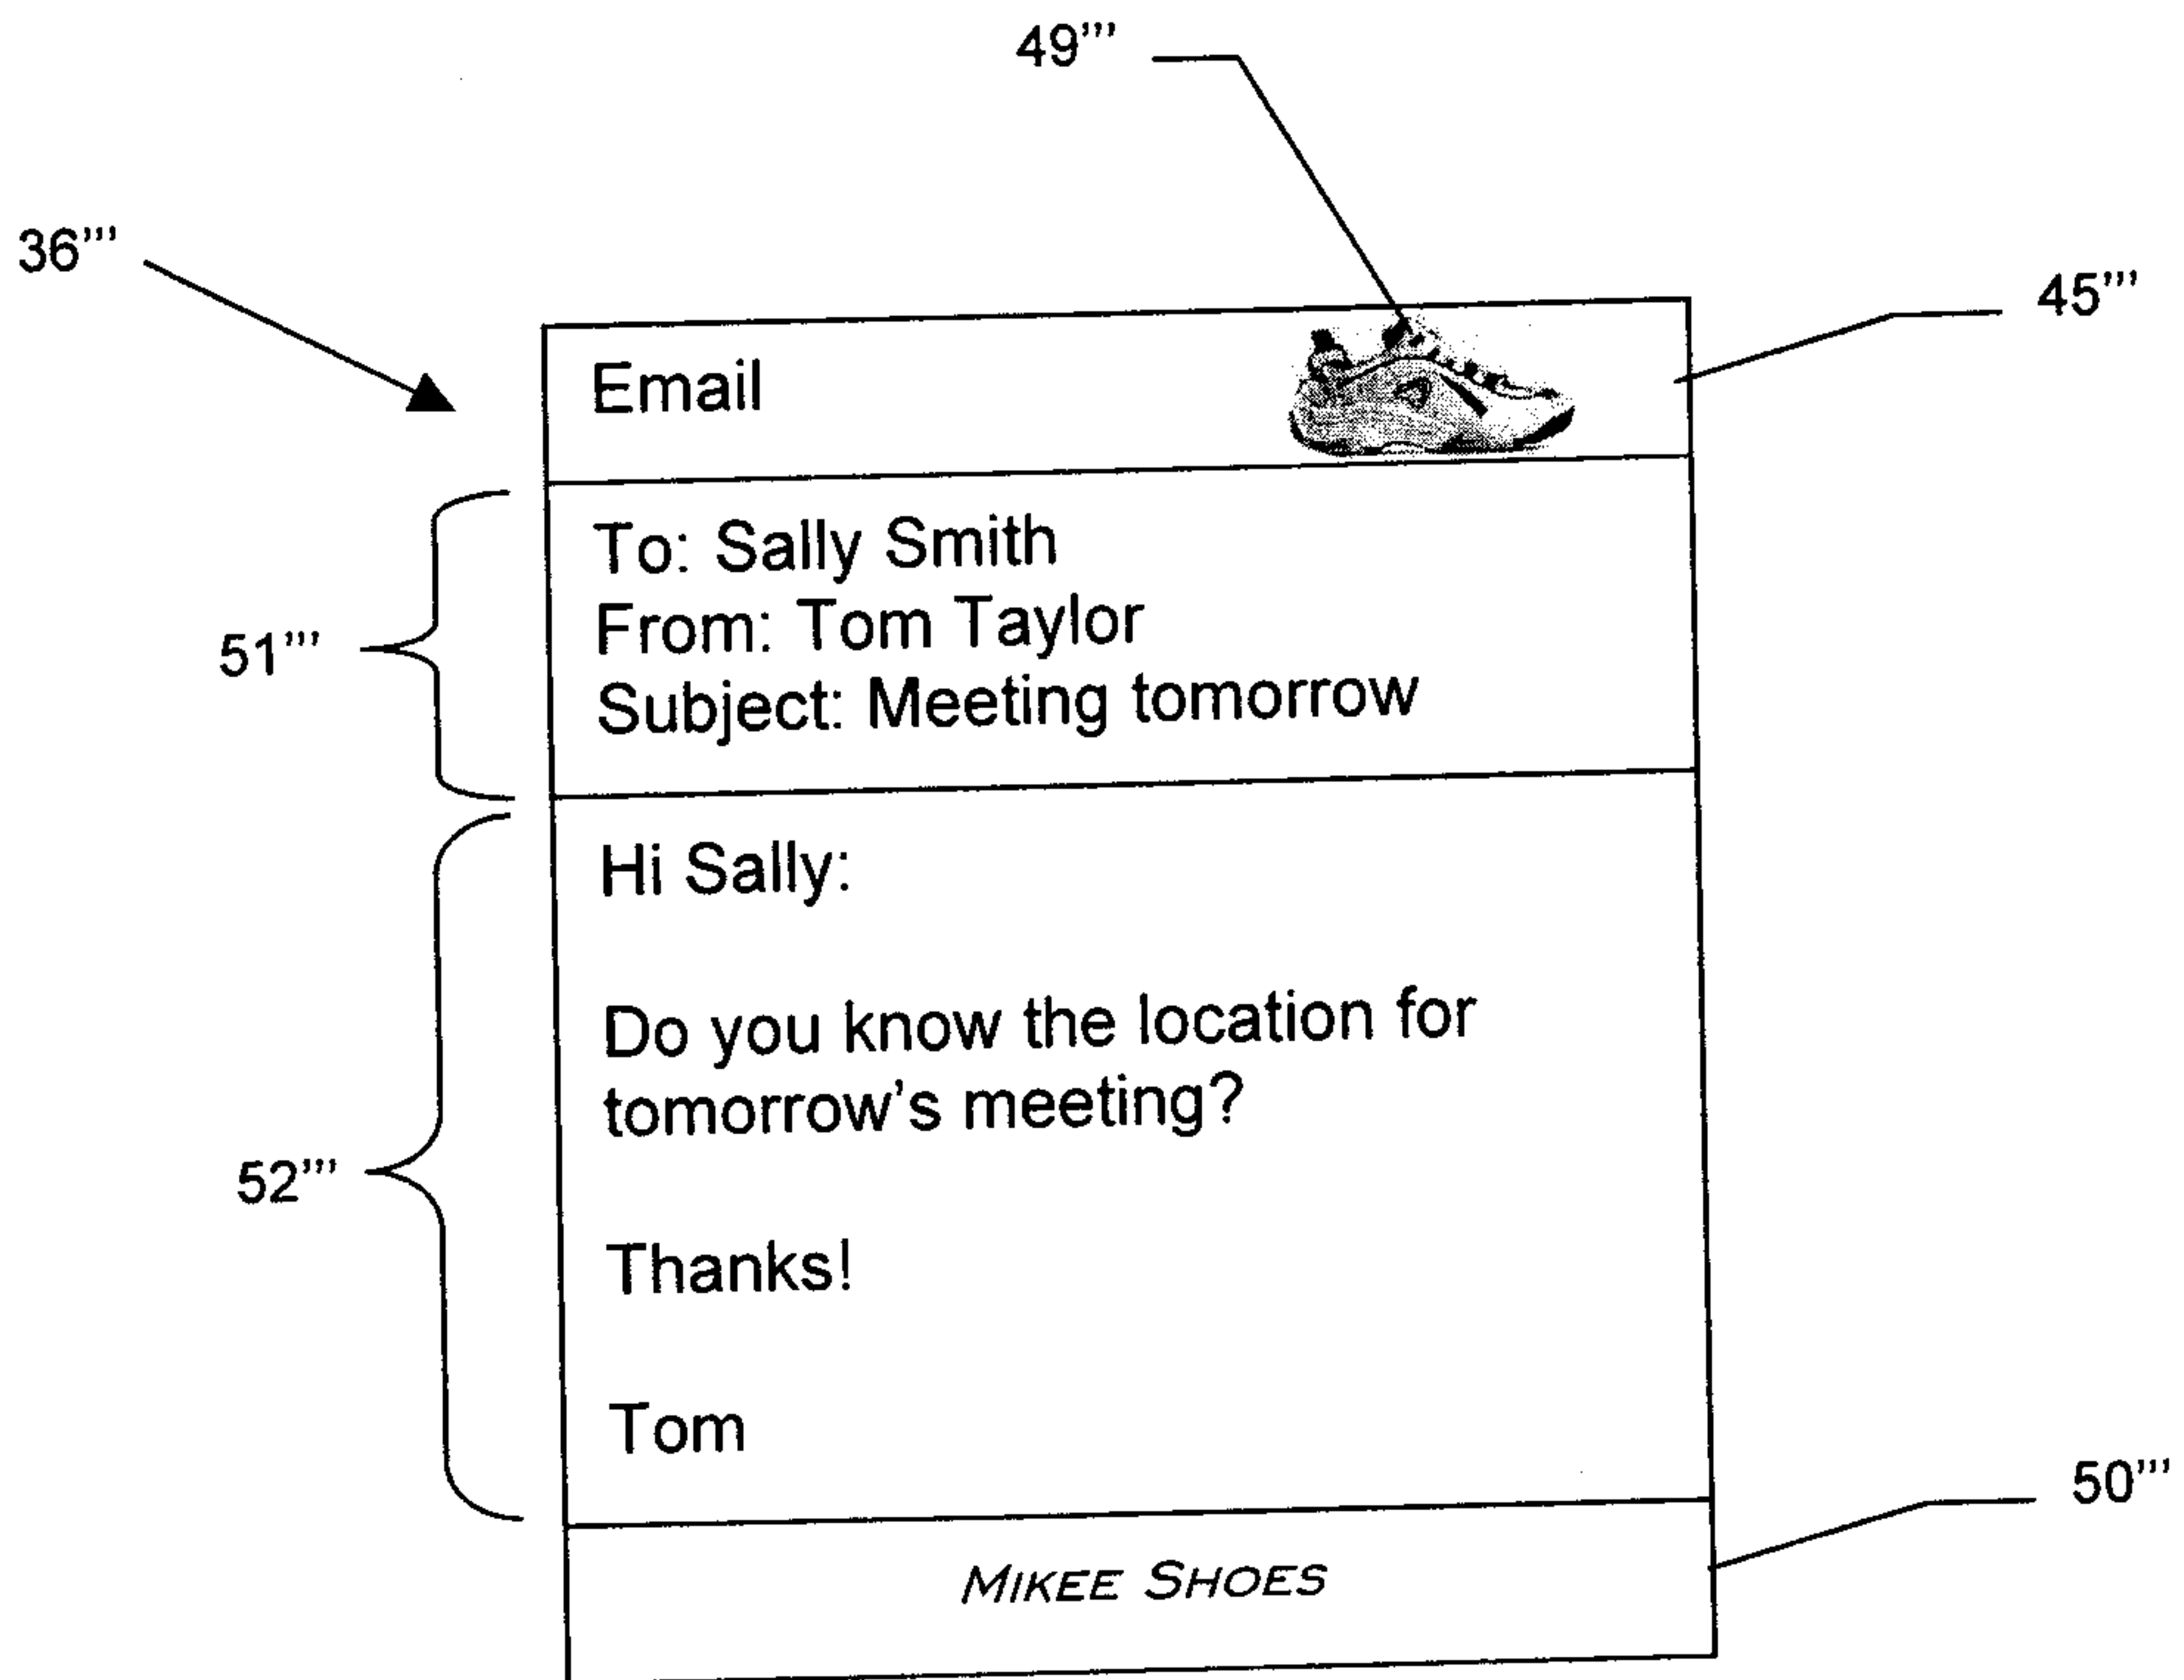 49'''
36'''
45'''
Email
To: Sally Smith
From: Tom Taylor
Subject: Meeting tomorrow
51'''
Hi Sally:
Do you know the location for
tomorrow's meeting?
52'''
Thanks!
Tom
50'''
MIKEE SHOES